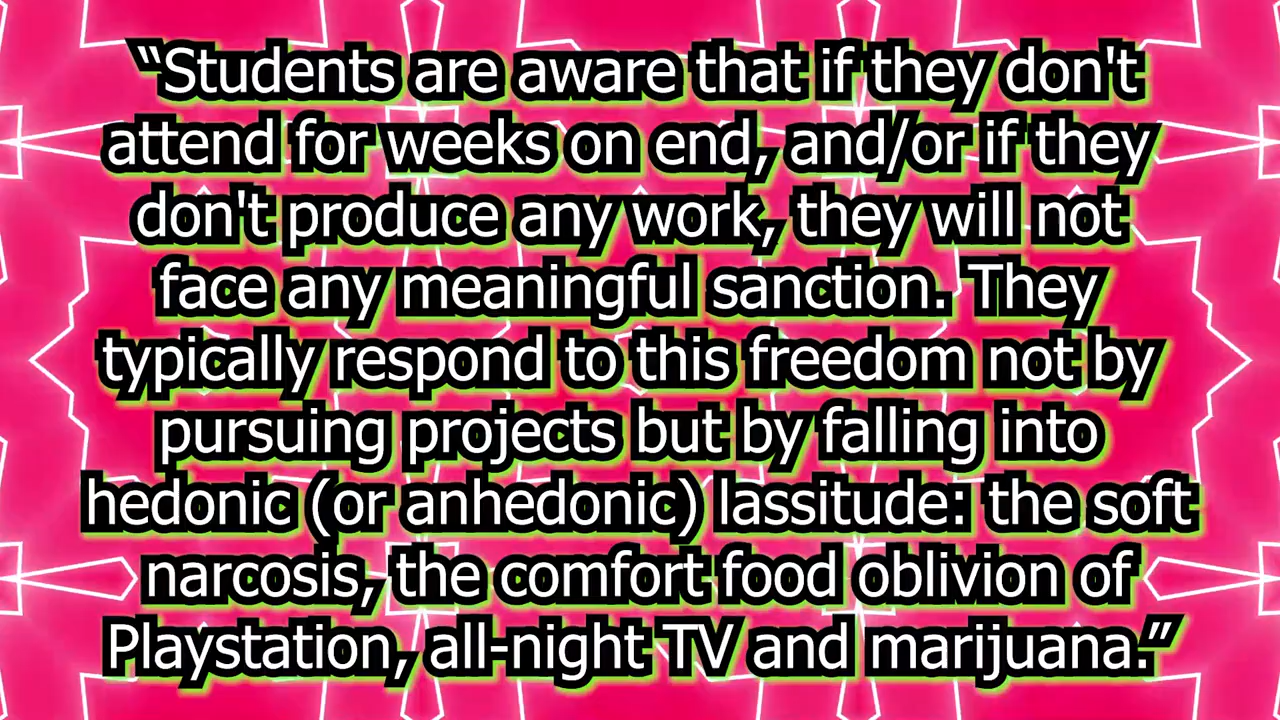 “Students are aware that if they don't
attend for weeks on end, and/or if they
don't produce any work, they will not
face any meaningful sanction. They
typically respond to this freedom not by
pursuing projects but by falling into
hedonic (or anhedonic) lassitude: the soft
narcosis, the comfort food oblivion of
Playstation, all-night TV and marijuana.”